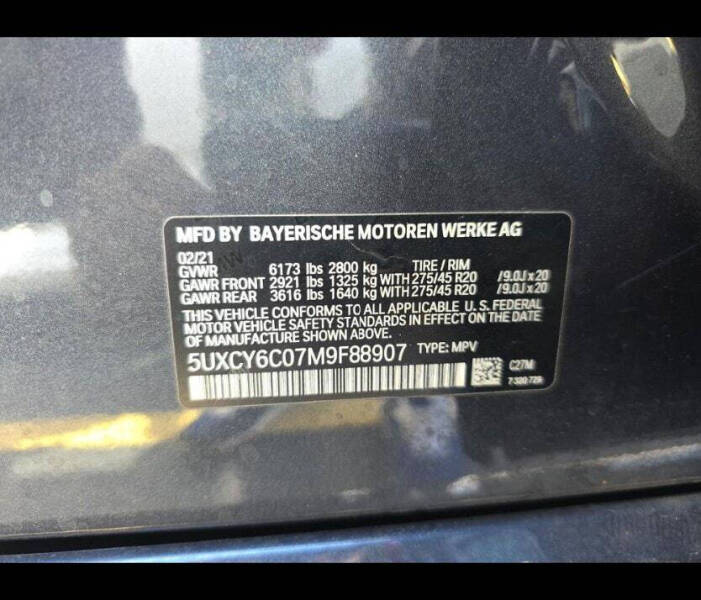 MFD BY BAYERISCHE MOTOREN WERKE AG
02/21
GVWR 6173 lbs 2800 kg TIRE / RIM
GAWR FRONT 2921 lbs 1325 kg WITH 275/45 R20 /9.0J x 20
GAWR REAR 3616 lbs 1640 kg WITH 275/45 R20 /9.0J x 20
THIS VEHICLE CONFORMS TO ALL APPLICABLE U.S. FEDERAL
MOTOR VEHICLE SAFETY STANDARDS IN EFFECT ON THE
DATE OF MANUFACTURE SHOWN ABOVE.
5UXCY6C07M9F88907 TYPE: MPV
C27M
7 320 729